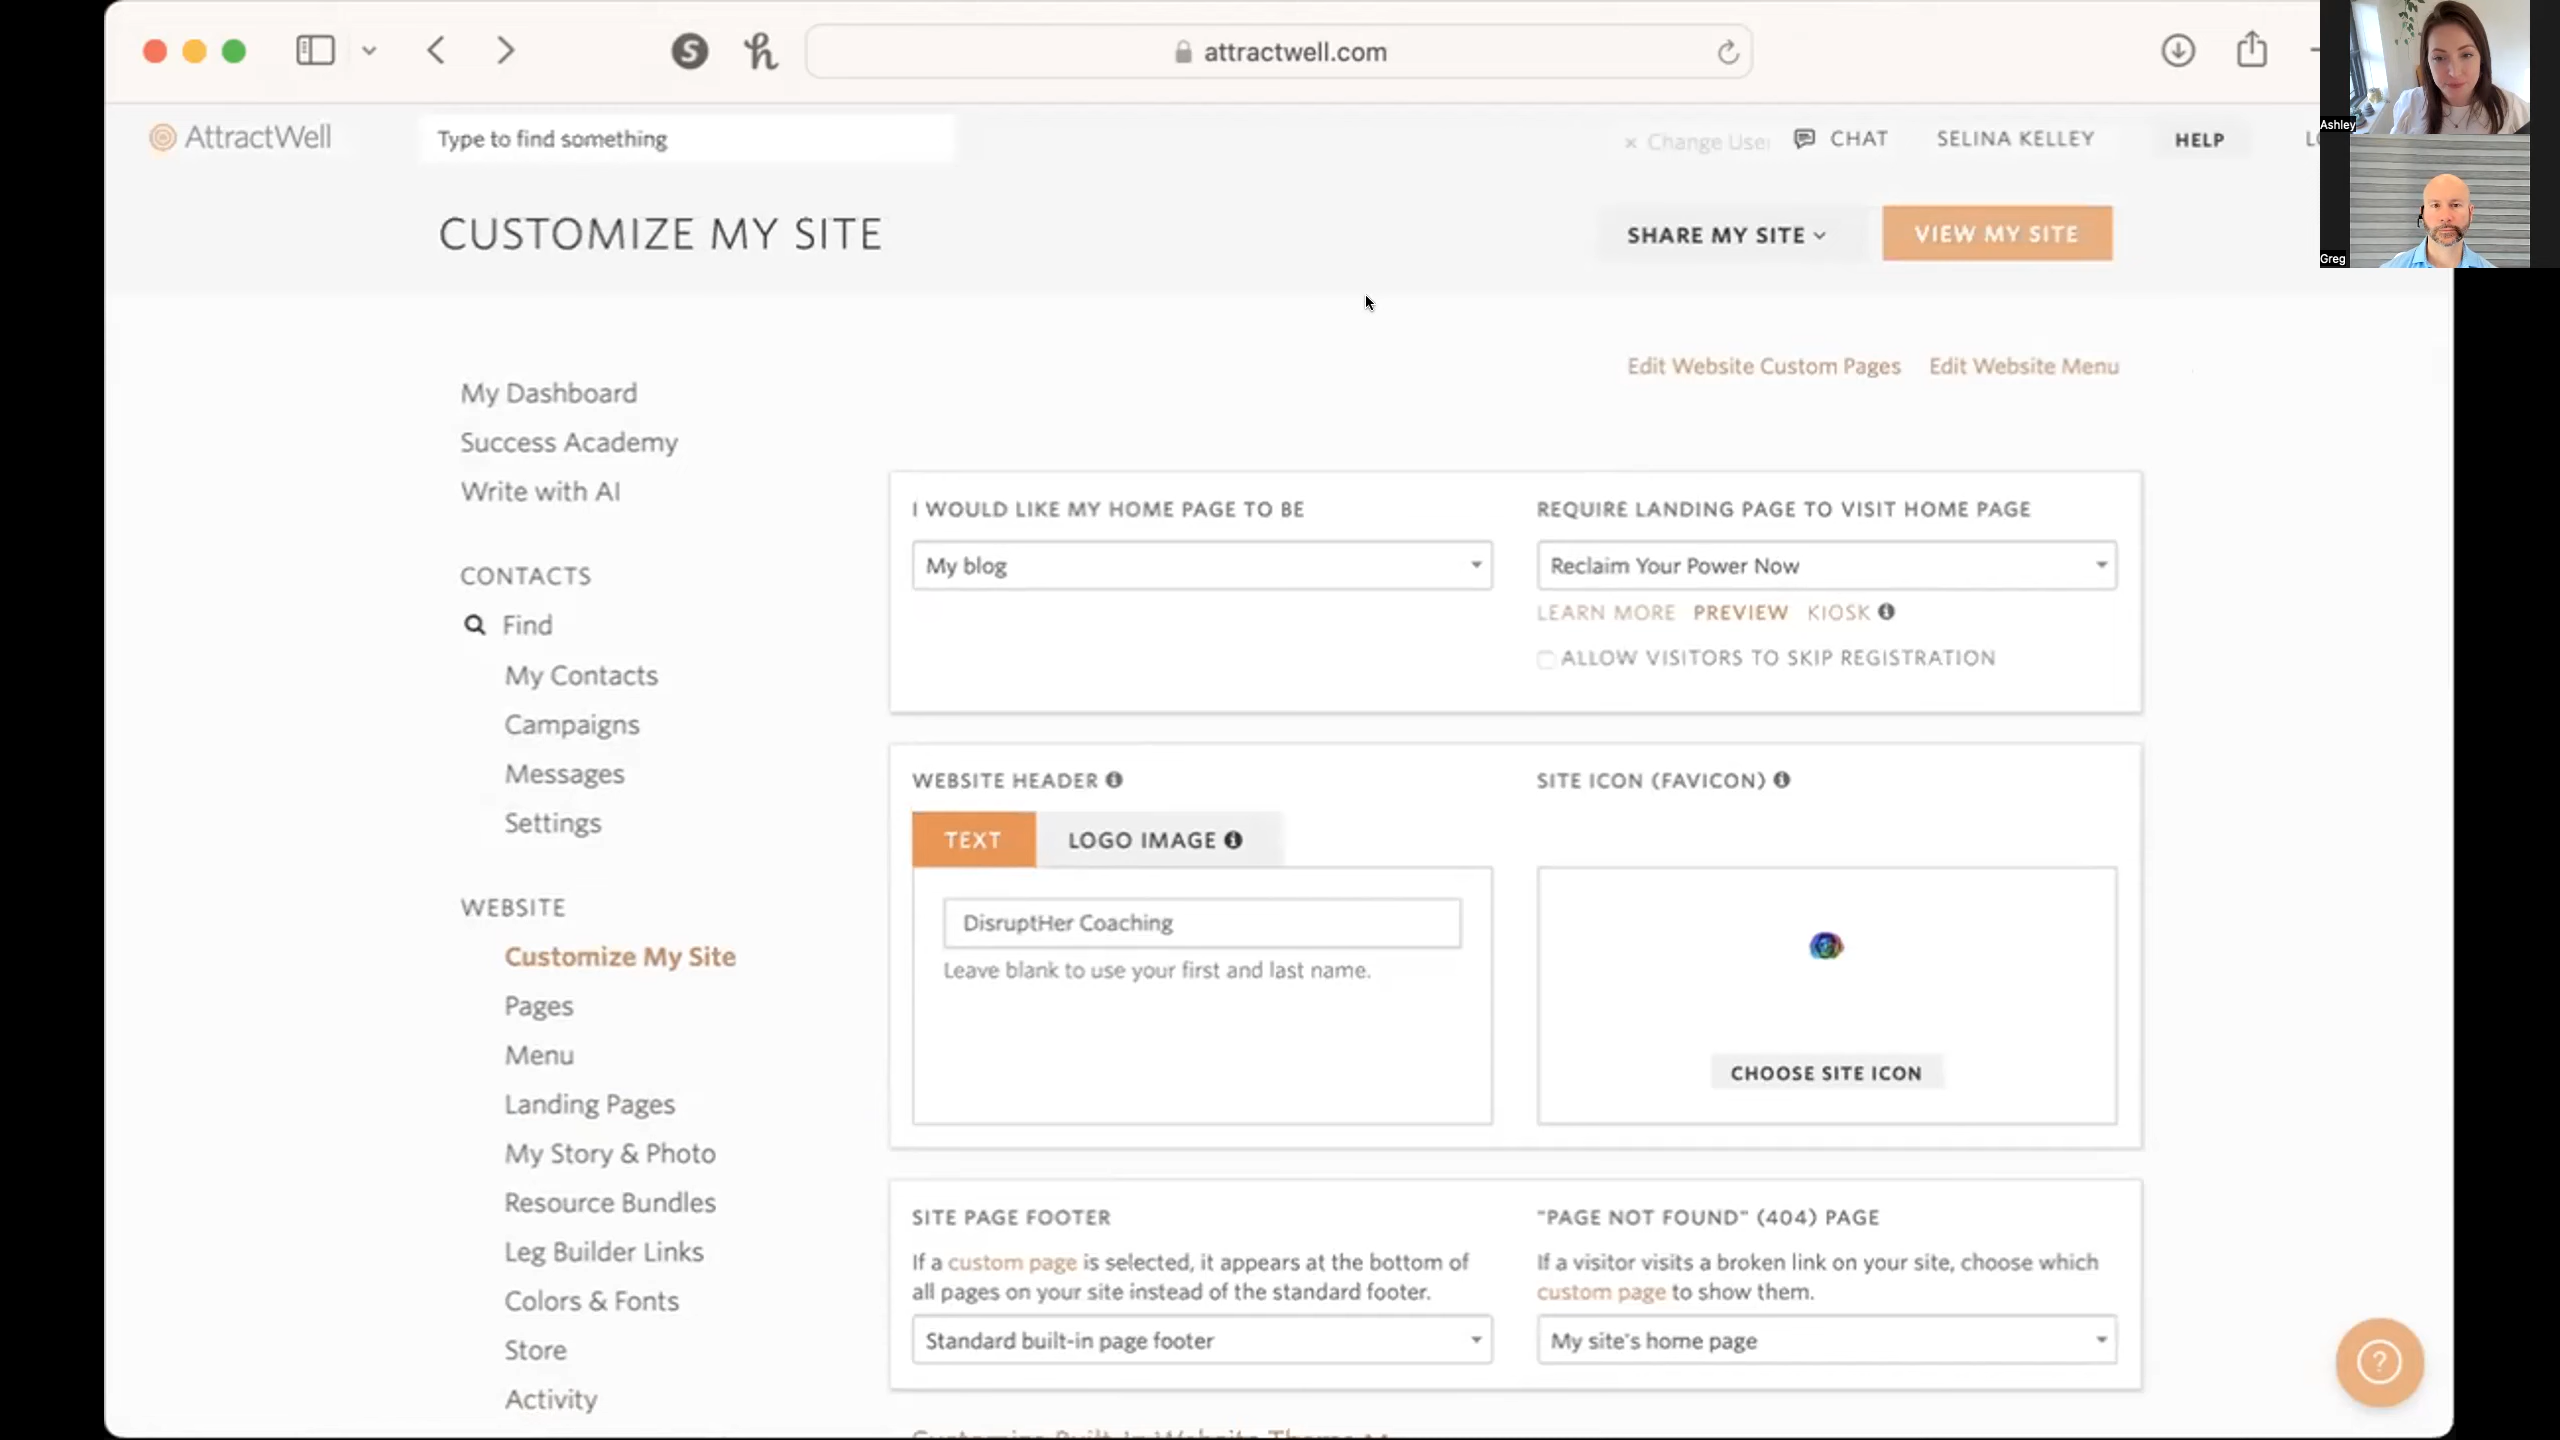 attractwell.com
AttractWell
Type to find something
× Change User
CHAT
SELINA KELLEY
HELP
Ashley
Greg
CUSTOMIZE MY SITE
SHARE MY SITE
VIEW MY SITE
Edit Website Custom Pages
Edit Website Menu
My Dashboard
Success Academy
Write with AI
CONTACTS
Find
My Contacts
Campaigns
Messages
Settings
WEBSITE
Customize My Site
Pages
Menu
Landing Pages
My Story & Photo
Resource Bundles
Leg Builder Links
Colors & Fonts
Store
Activity
I WOULD LIKE MY HOME PAGE TO BE
My blog
REQUIRE LANDING PAGE TO VISIT HOME PAGE
Reclaim Your Power Now
LEARN MORE PREVIEW KIOSK
ALLOW VISITORS TO SKIP REGISTRATION
WEBSITE HEADER
TEXT
LOGO IMAGE
DisruptHer Coaching
Leave blank to use your first and last name.
SITE ICON (FAVICON)
CHOOSE SITE ICON
SITE PAGE FOOTER
If a custom page is selected, it appears at the bottom of
all pages on your site instead of the standard footer.
Standard built-in page footer
"PAGE NOT FOUND" (404) PAGE
If a visitor visits a broken link on your site, choose which
custom page to show them.
My site's home page
Customize Built-In Website Theme